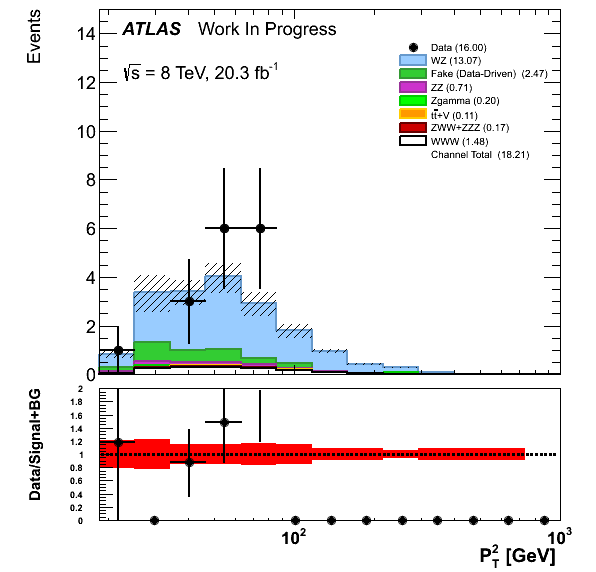 ATLAS Work In Progress
√s = 8 TeV, 20.3 fb⁻¹
Events
14
12
10
8
6
4
2
0
Data (16.00)
WZ (13.07)
Fake (Data-Driven) (2.47)
ZZ (0.71)
Zgamma (0.20)
tt̄+V (0.11)
ZWW+ZZZ (0.17)
WWW (1.48)
Channel Total (18.21)
Data/Signal+BG
2
1.8
1.6
1.4
1.2
1
0.8
0.6
0.4
0.2
0
10² 10³
P_T² [GeV]